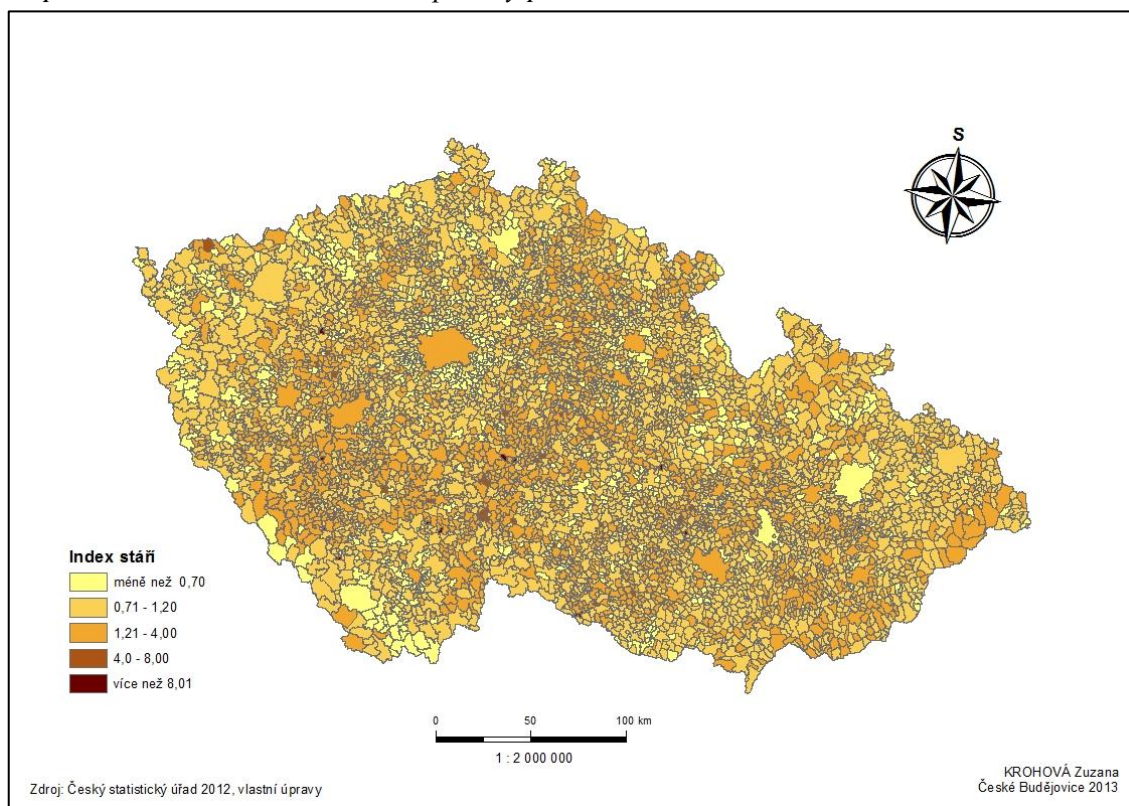 S
Index stáří
méně než 0,70
0,71 - 1,20
1,21 - 4,00
4,0 - 8,00
více než 8,01
0 50 100 km
1 : 2 000 000
Zdroj: Český statistický úřad 2012, vlastní úpravy
KROHOVÁ Zuzana
České Budějovice 2013